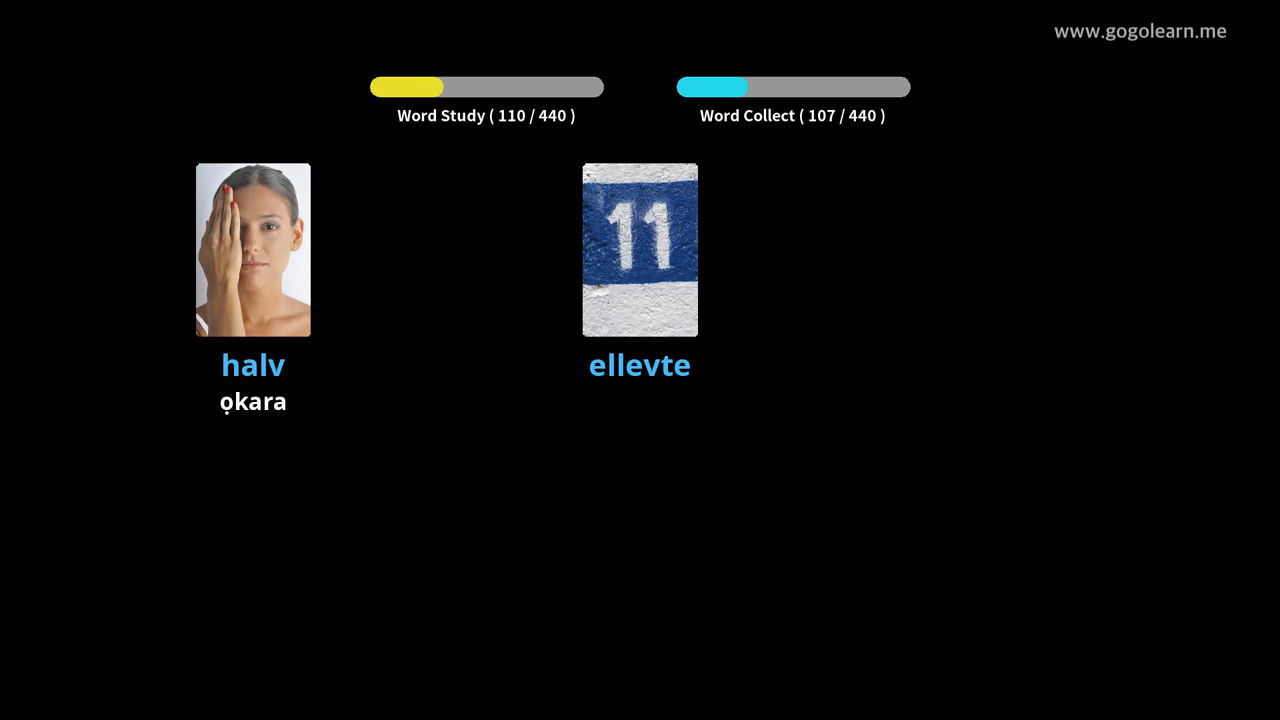 www.gogolearn.me
Word Study ( 110 / 440 )
Word Collect ( 107 / 440 )
11
halv
ellevte
ọkara